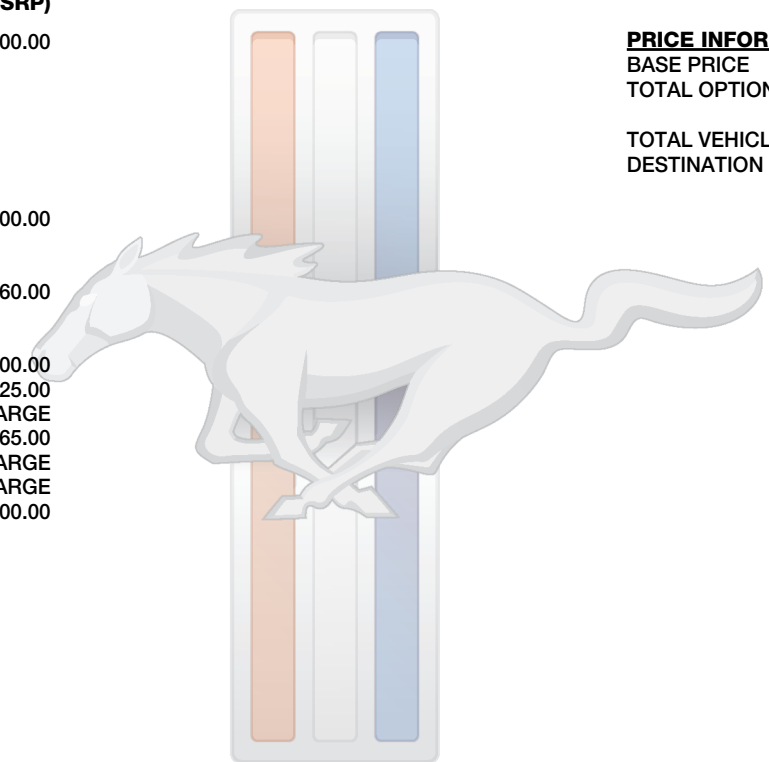 SRP)
00.00
00.00
60.00
00.00
25.00
ARGE
65.00
ARGE
ARGE
00.00
PRICE INFOR
BASE PRICE
TOTAL OPTION
TOTAL VEHICL
DESTINATION